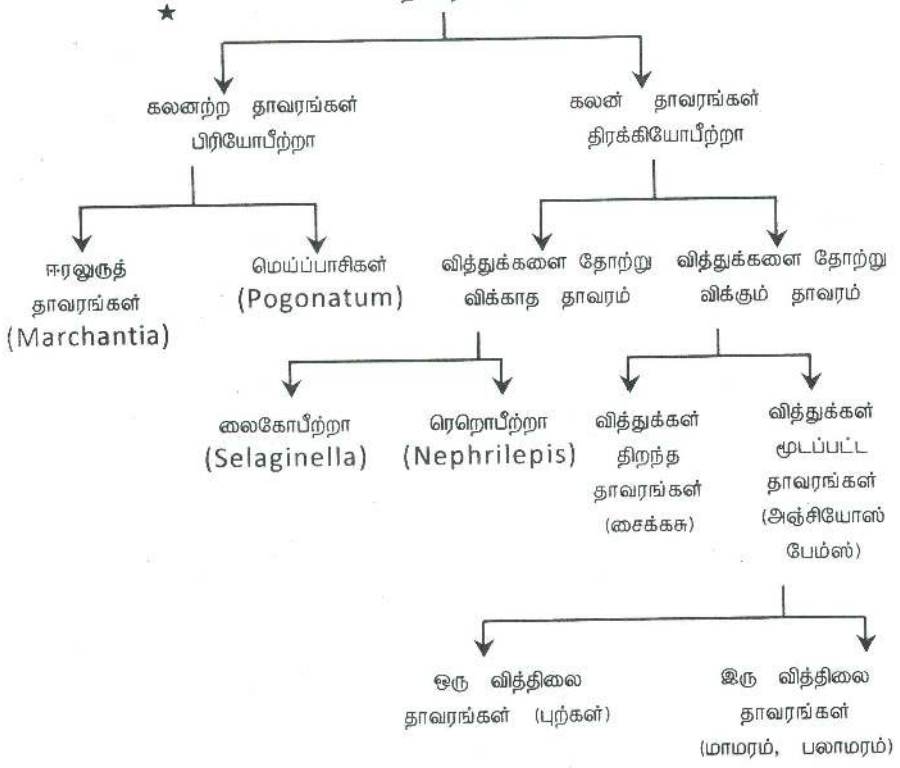 ★
கலனற்ற தாவரங்கள்
பிரியோபீற்றா
கலன் தாவரங்கள்
திரக்கியோபீற்றா
ஈரலுருத்
தாவரங்கள்
(Marchantia)
மெய்ப்பாசிகள்
(Pogonatum)
வித்துக்களை தோற்று
விக்காத தாவரம்
வித்துக்களை தோற்று
விக்கும் தாவரம்
லைகோபீற்றா
(Selaginella)
ரெறொபீற்றா
(Nephrilepis)
வித்துக்கள்
திறந்த
தாவரங்கள்
(சைக்கசு)
வித்துக்கள்
மூடப்பட்ட
தாவரங்கள்
(அஞ்சியோஸ்
பேம்ஸ்)
ஒரு வித்திலை
தாவரங்கள் (புற்கள்)
இரு வித்திலை
தாவரங்கள்
(மாமரம், பலாமரம்)